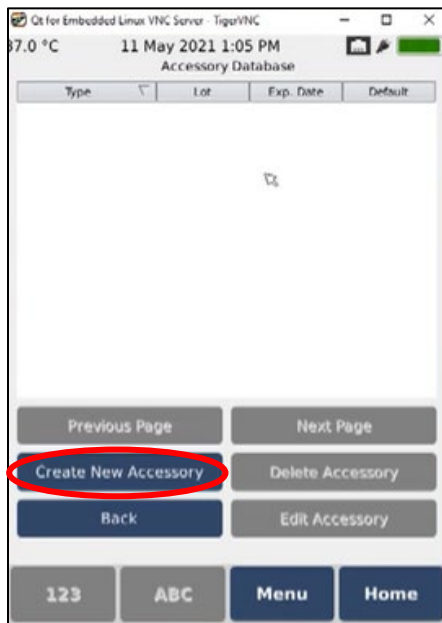 Qt for Embedded Linux VNC Server - TigerVNC
37.0 °C 11 May 2021 1:05 PM
Accessory Database
Type Lot Exp. Date Default
Previous Page Next Page
Create New Accessory Delete Accessory
Back Edit Accessory
123 ABC Menu Home